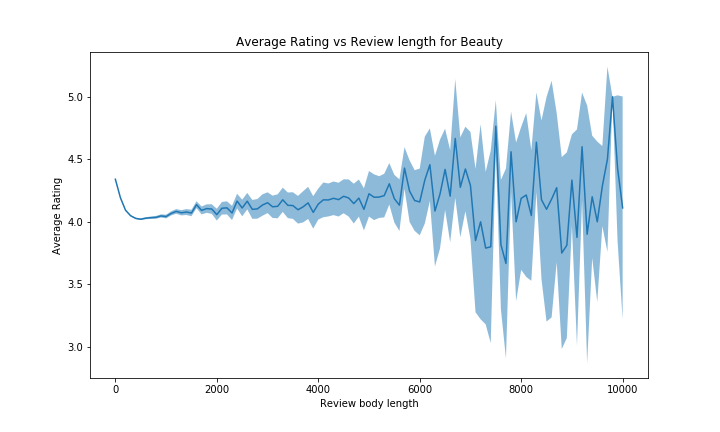 Average Rating vs Review length for Beauty
Average Rating
5.0
4.5
4.0
3.5
3.0
0 2000 4000 6000 8000 10000
Review body length